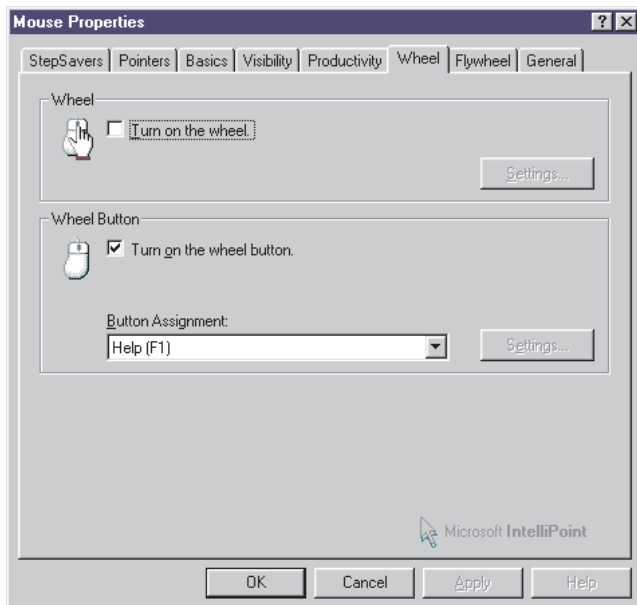 Mouse Properties
StepSavers Pointers Basics Visibility Productivity Wheel Flywheel General
Wheel
Turn on the wheel.
Settings...
Wheel Button
Turn on the wheel button.
Button Assignment:
Help (F1)
Settings...
Microsoft IntelliPoint
OK Cancel Apply Help